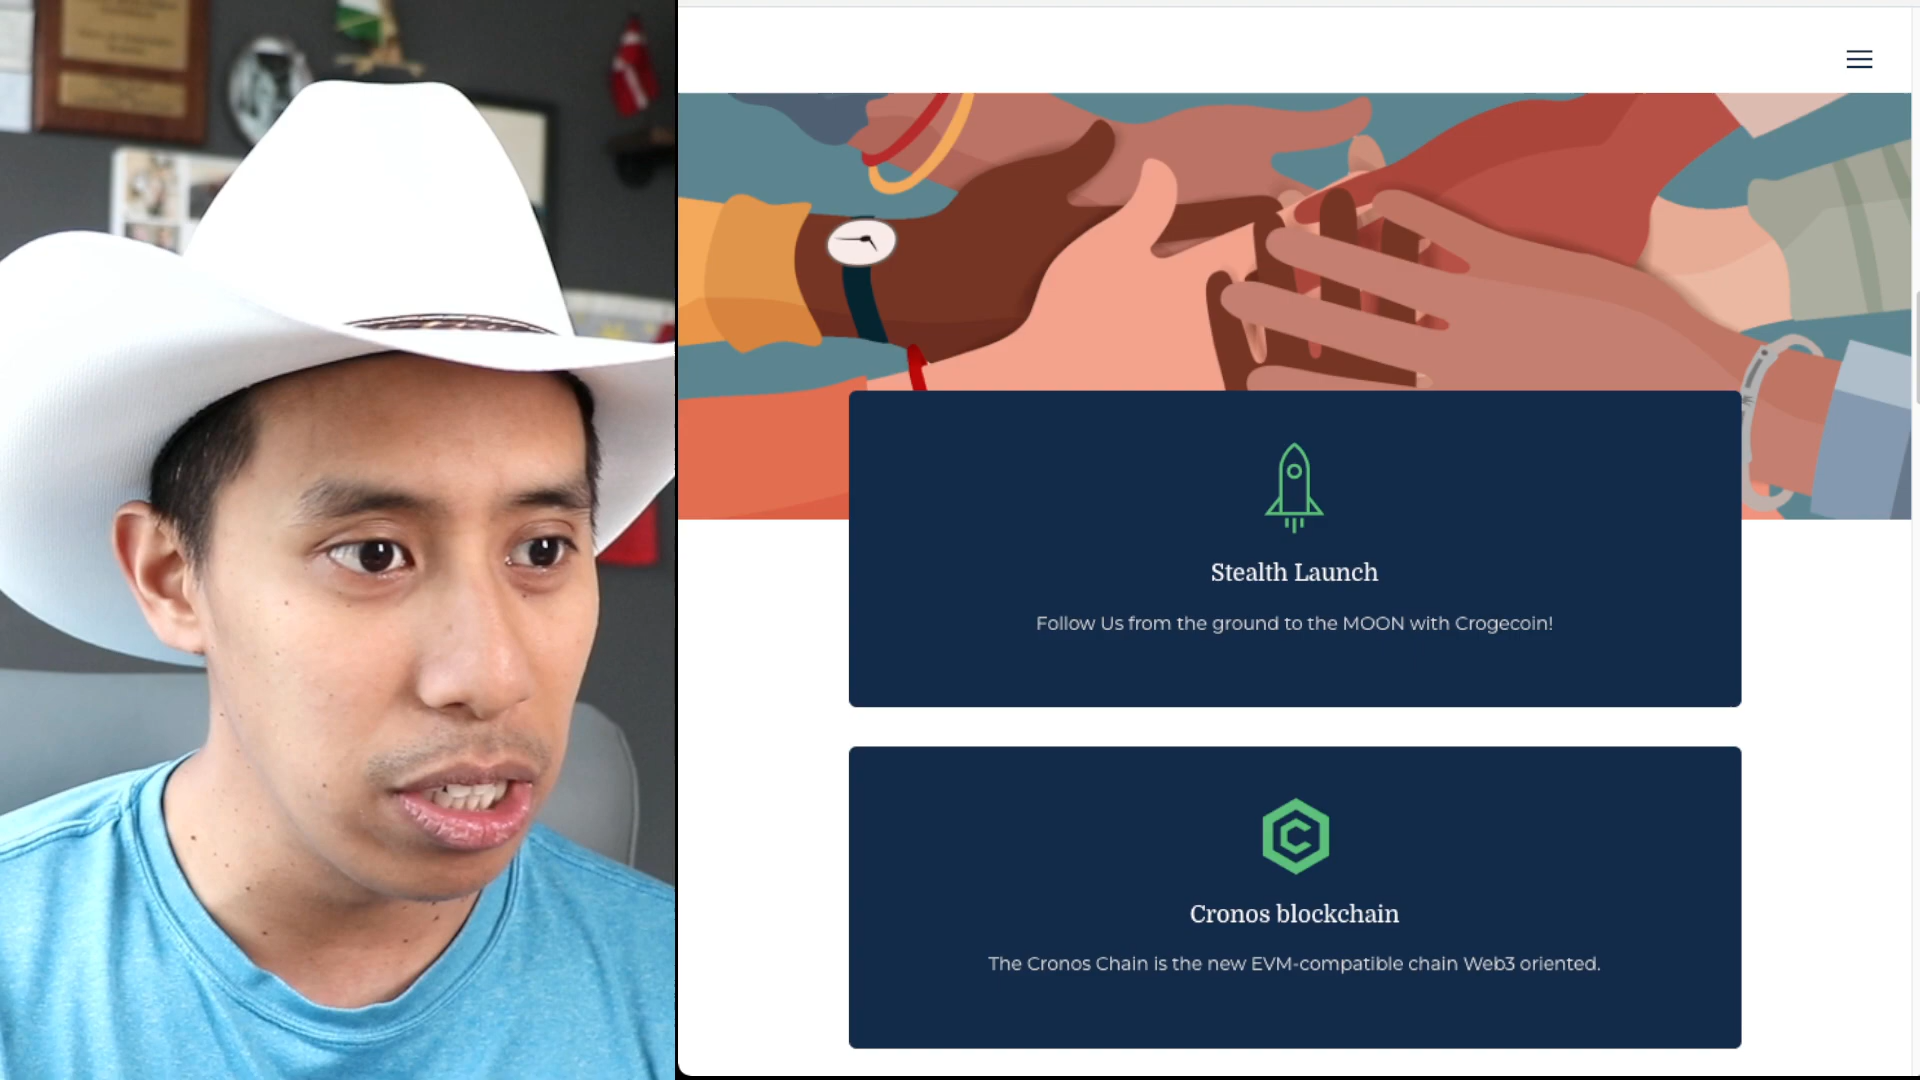 Stealth Launch
Follow Us from the ground to the MOON with Crogecoin!
Cronos blockchain
The Cronos Chain is the new EVM-compatible chain Web3 oriented.